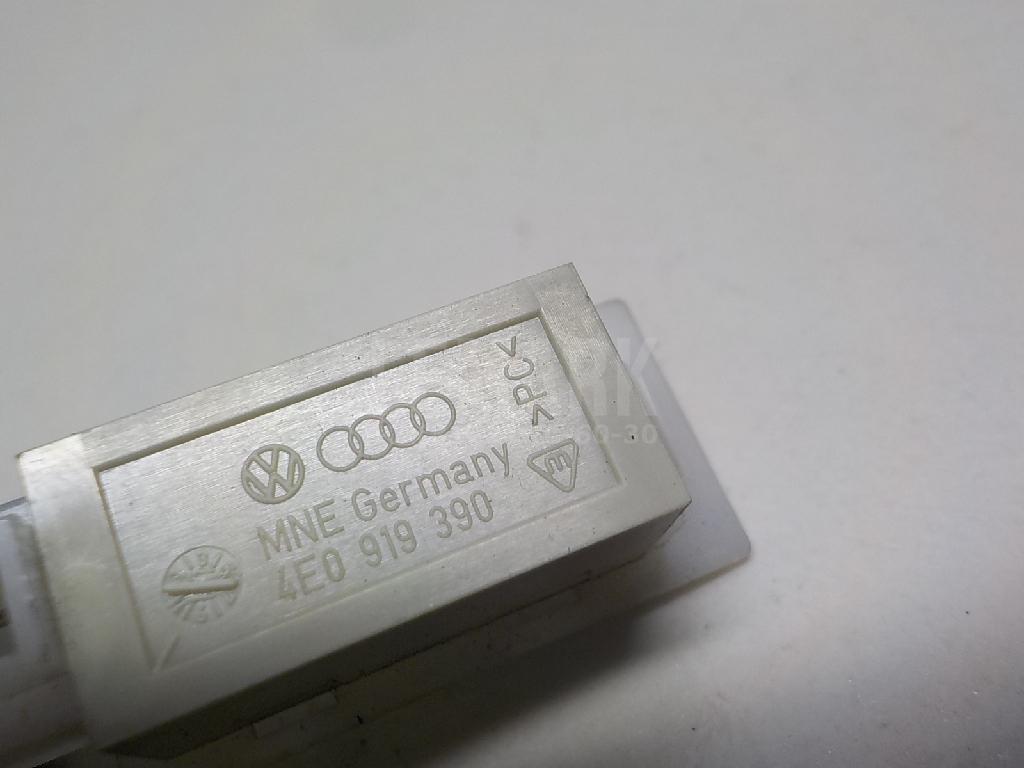 MNE Germany
4E0 919 390
>PC<